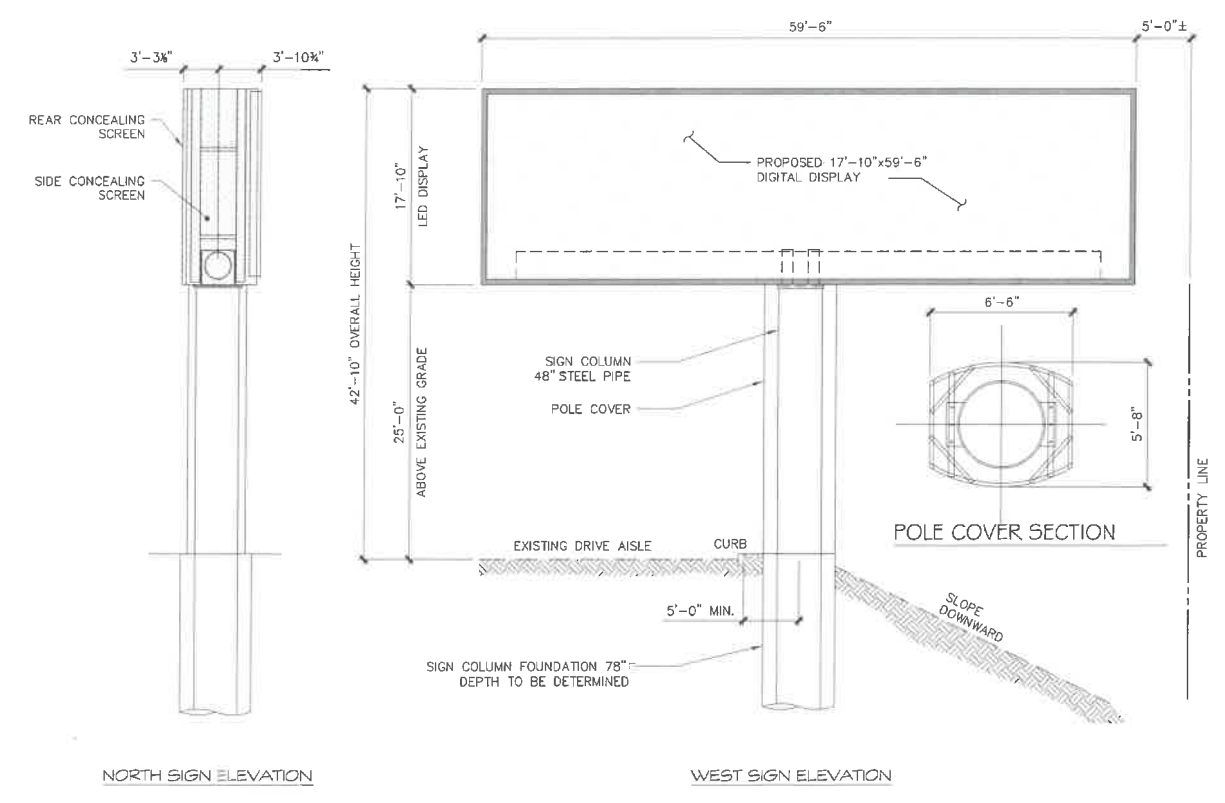 59'-6"
5'-0"±
3'-3⅛"
3'-10¾"
REAR CONCEALING
SCREEN
SIDE CONCEALING
SCREEN
17'-10"
LED DISPLAY
PROPOSED 17'-10"x59'-6"
DIGITAL DISPLAY
42'-10" OVERALL HEIGHT
25'-0"
ABOVE EXISTING GRADE
SIGN COLUMN
48" STEEL PIPE
POLE COVER
6'-6"
5'-8"
POLE COVER SECTION
PROPERTY LINE
EXISTING DRIVE AISLE
CURB
5'-0" MIN.
SLOPE
DOWNWARD
SIGN COLUMN FOUNDATION 78"
DEPTH TO BE DETERMINED
NORTH SIGN ELEVATION
WEST SIGN ELEVATION